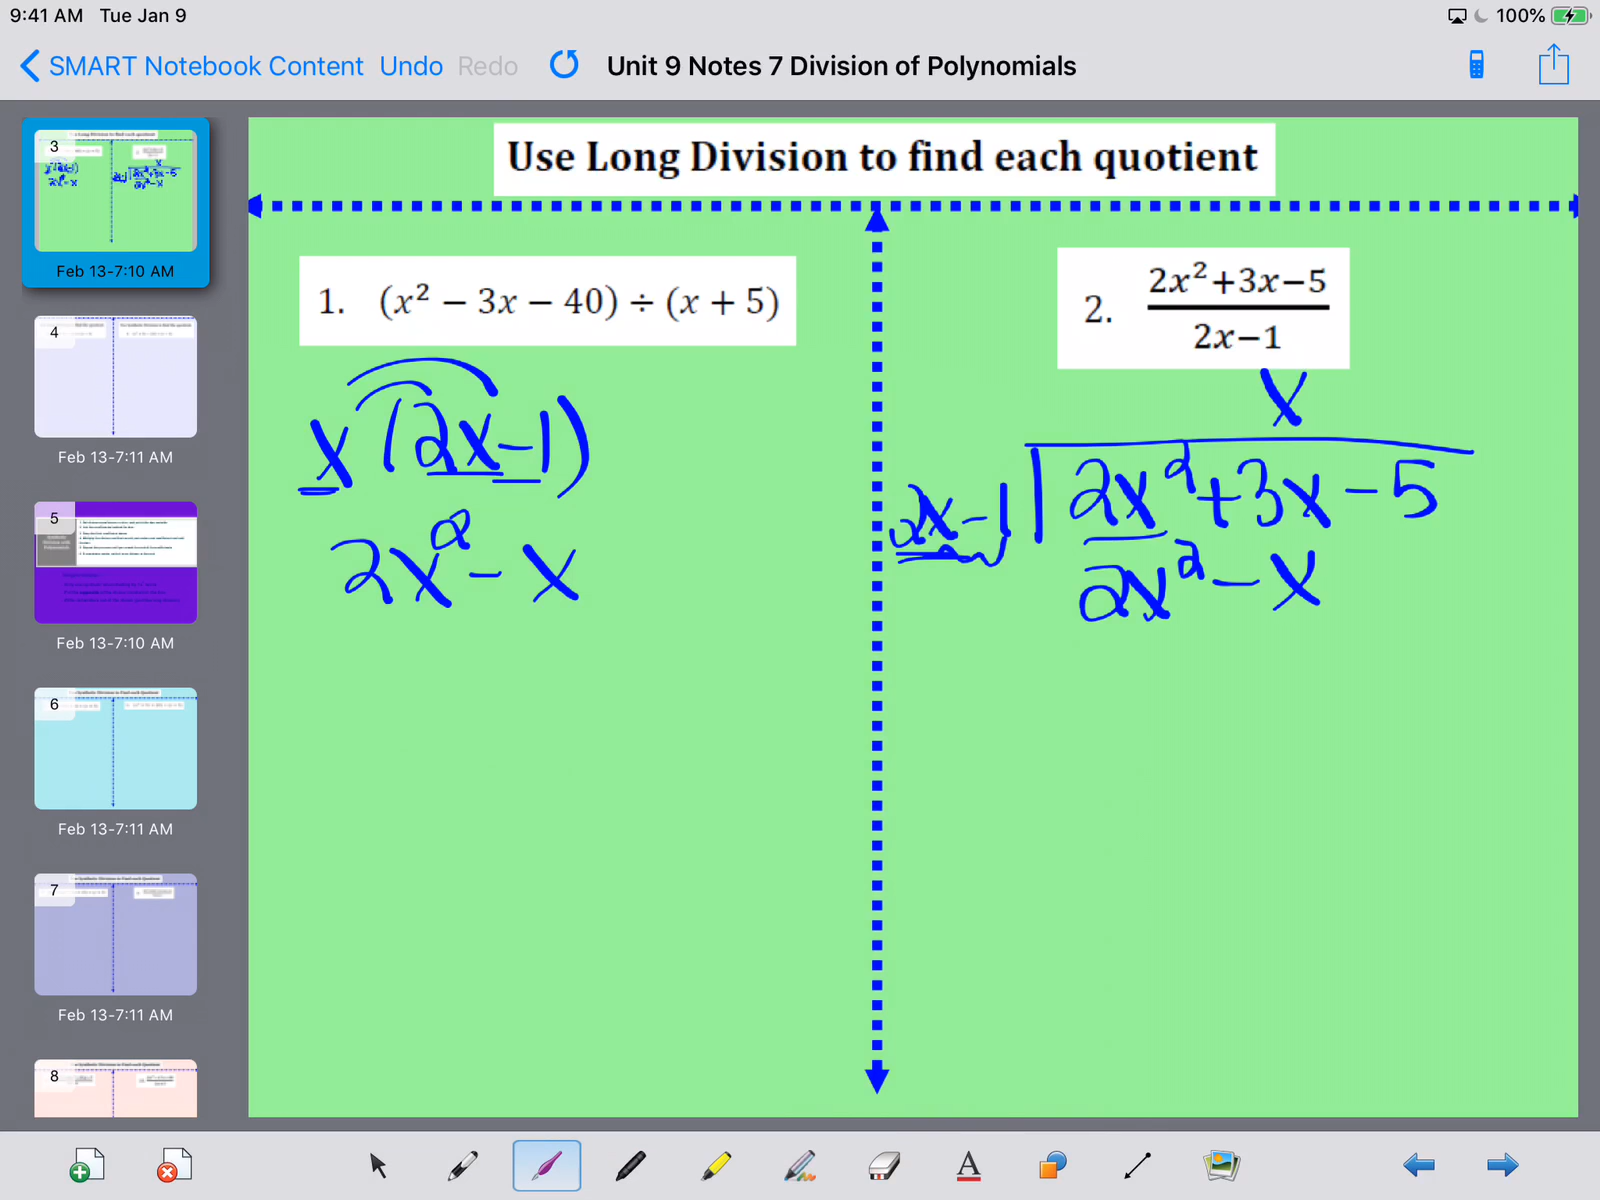 9:41 AM Tue Jan 9
100%
SMART Notebook Content Undo Redo
Unit 9 Notes 7 Division of Polynomials
3
Feb 13-7:10 AM
4
Feb 13-7:11 AM
5
Feb 13-7:10 AM
6
Feb 13-7:11 AM
7
Feb 13-7:11 AM
8
Use Long Division to find each quotient
1. (x² − 3x − 40) ÷ (x + 5)
x (2x-1)
2x² - x
2. 2x²+3x−5
2x−1
x
2x-1 2x²+3x-5
2x²-x
A